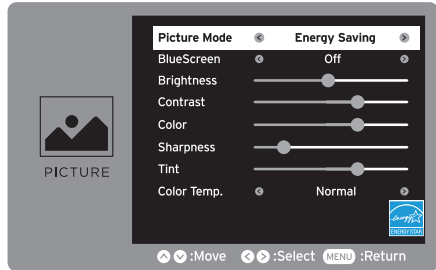 Picture Mode Energy Saving
BlueScreen Off
Brightness
Contrast
Color
Sharpness
Tint
Color Temp. Normal
PICTURE
energy
ENERGY STAR
:Move :Select MENU :Return